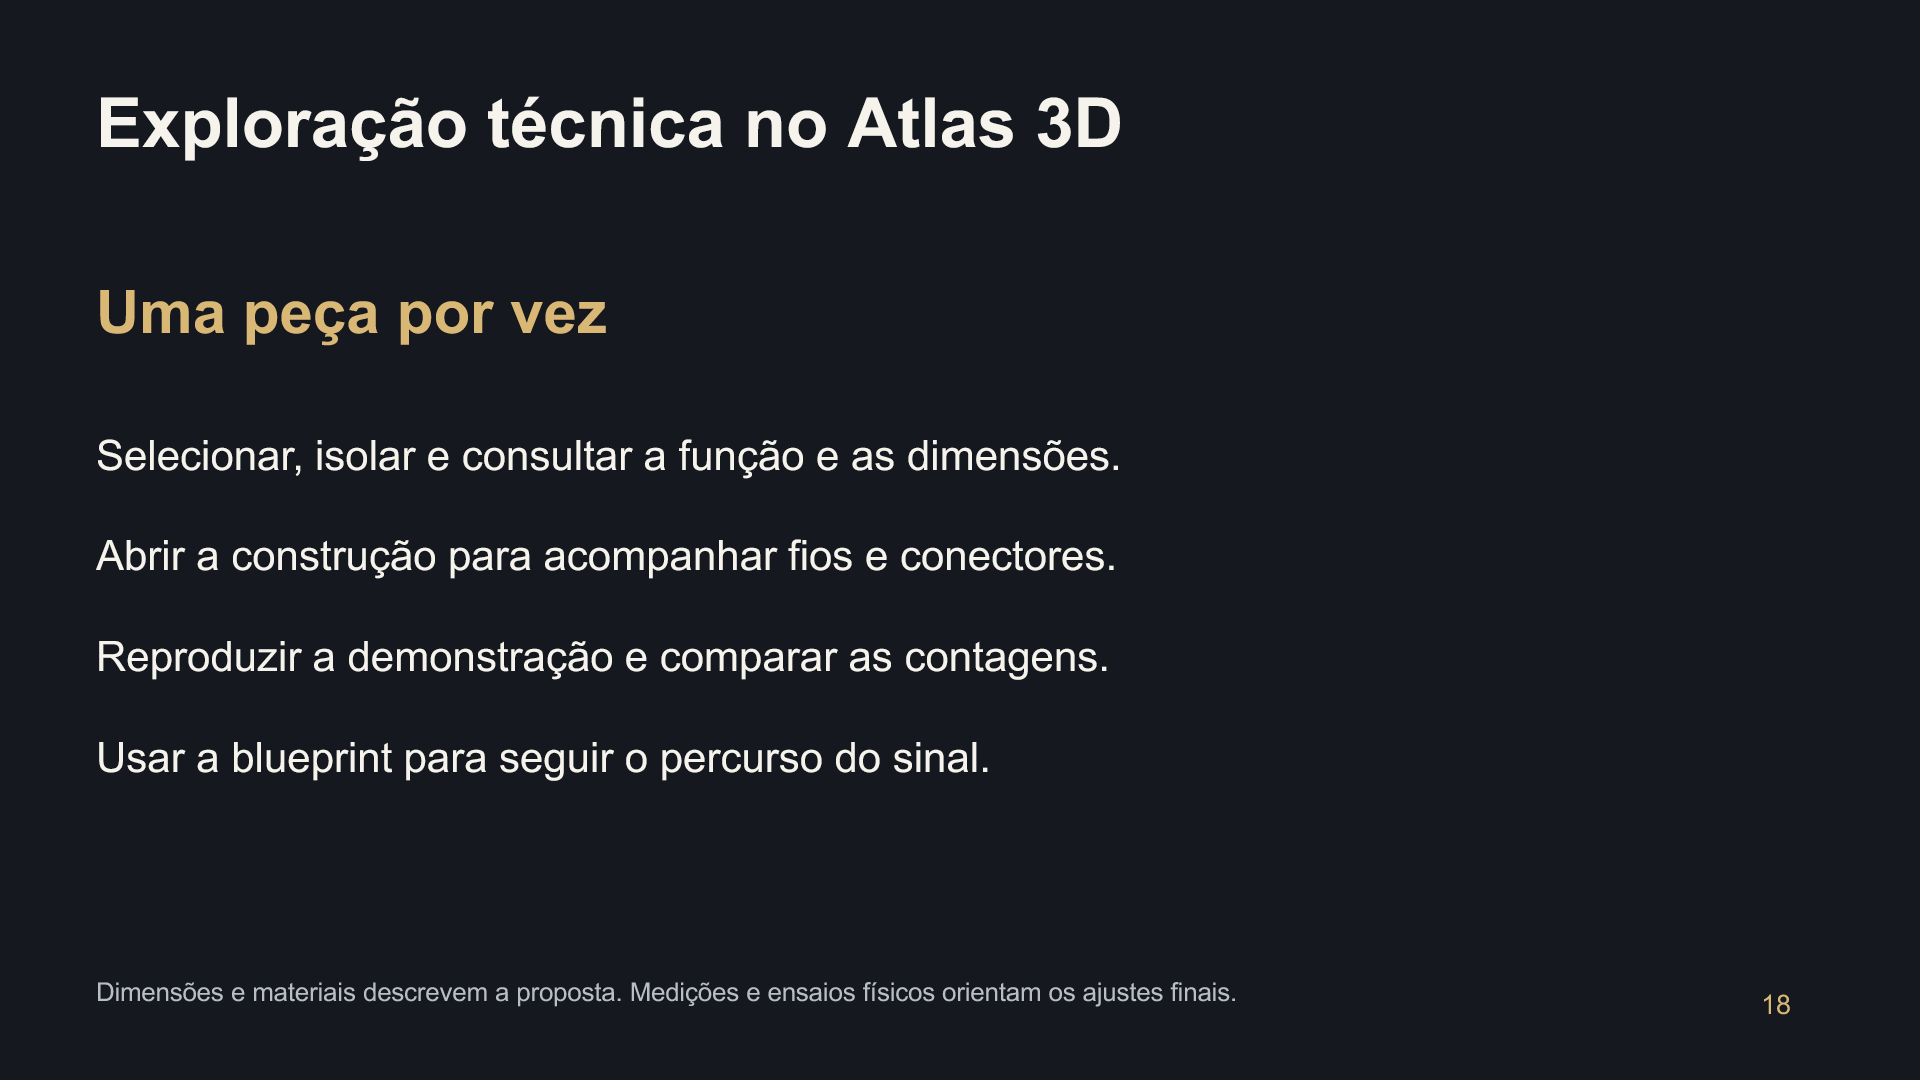 Exploração técnica no Atlas 3D
Uma peça por vez
Selecionar, isolar e consultar a função e as dimensões.
Abrir a construção para acompanhar fios e conectores.
Reproduzir a demonstração e comparar as contagens.
Usar a blueprint para seguir o percurso do sinal.
Dimensões e materiais descrevem a proposta. Medições e ensaios físicos orientam os ajustes finais.
18